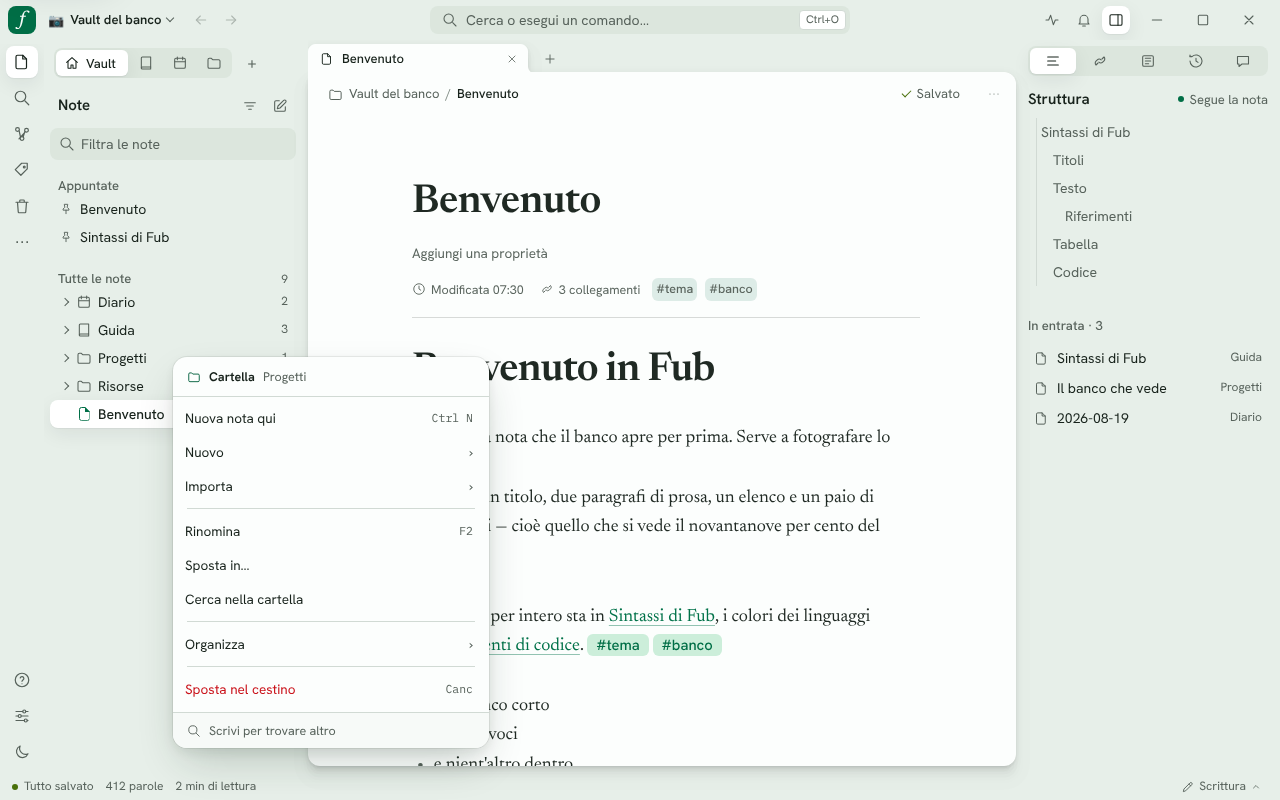 Vault del banco
Cerca o esegui un comando…
Ctrl+O
Vault
Note
Filtra le note
Appuntate
Benvenuto
Sintassi di Fub
Tutte le note 9
Diario 2
Guida 3
Progetti
Risorse
Benvenuto
Cartella Progetti
Nuova nota qui Ctrl N
Nuovo
Importa
Rinomina F2
Sposta in…
Cerca nella cartella
Organizza
Sposta nel cestino Canc
Scrivi per trovare altro
Benvenuto
Vault del banco / Benvenuto
Salvato
Benvenuto
Aggiungi una proprietà
Modificata 07:30 3 collegamenti #tema #banco
venuto in Fub
nota che il banco apre per prima. Serve a fotografare lo
n titolo, due paragrafi di prosa, un elenco e un paio di
i — cioè quello che si vede il novantanove per cento del
per intero sta in Sintassi di Fub, i colori dei linguaggi
nti di codice. #tema #banco
co corto
voci
e nient'altro dentro
Struttura
Segue la nota
Sintassi di Fub
Titoli
Testo
Riferimenti
Tabella
Codice
In entrata · 3
Sintassi di Fub Guida
Il banco che vede Progetti
2026-08-19 Diario
Tutto salvato 412 parole 2 min di lettura
Scrittura